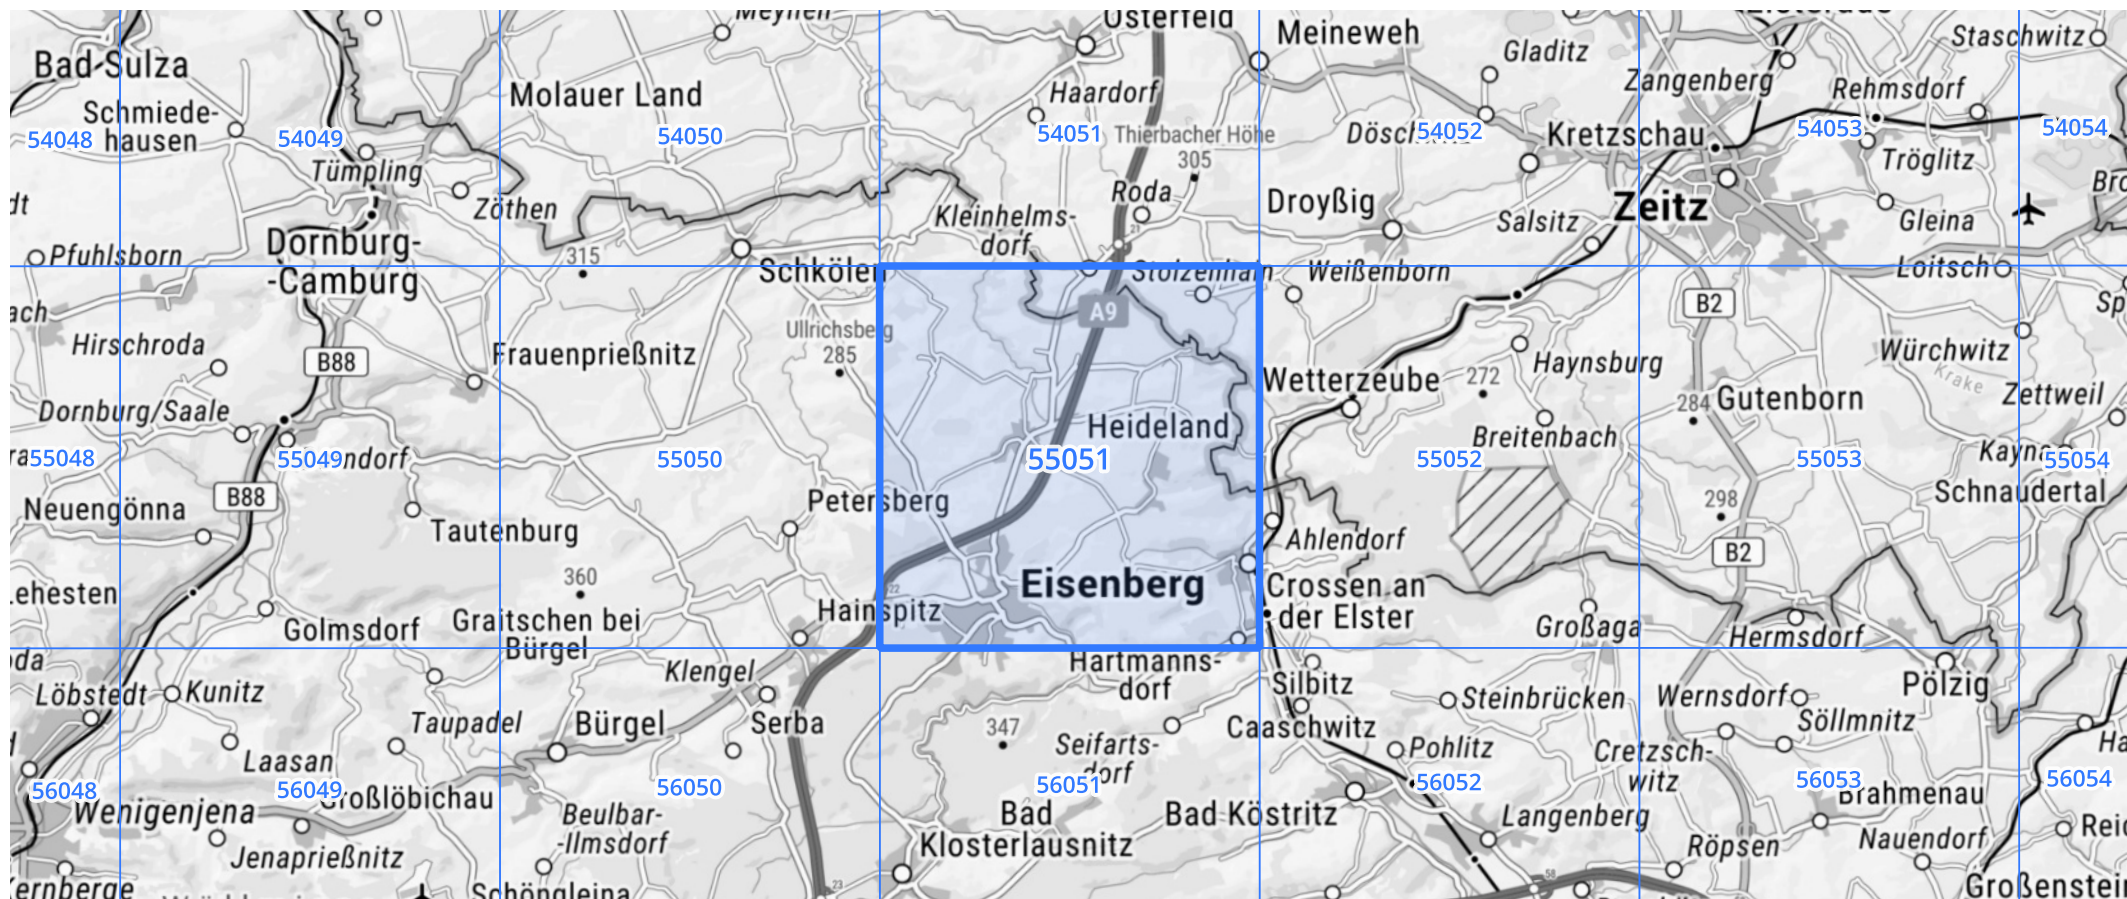 Osterfeld
Meineweh
Gladitz
Staschwitz
Bad Sulza
Molauer Land
Haardorf
Zangenberg
Rehmsdorf
Schmiede-
hausen
54048
54049
54050
54051
Thierbacher Höhe
305
54052
Kretzschau
54053
54054
Tröglitz
Tümpling
Zöthen
Roda
Droyßig
Zeitz
Salsitz
Gleina
Kleinhelms-
dorf
21
Pfuhlsborn
Dornburg-
-Camburg
315
Schkölen
Stolzenhain
Weißenborn
Loitsch
B2
A9
Hirschroda
B88
Frauenprießnitz
Ullrichsberg
285
Haynsburg
Würchwitz
Krake
Wetterzeube
272
284
Gutenborn
Zettweil
Dornburg/Saale
Heideland
Breitenbach
55048
55049
ndorf
55050
55051
55052
55053
55054
B88
Neuengönna
Petersberg
298
Schnaudertal
Tautenburg
Ahlendorf
B2
360
22
Eisenberg
Crossen an
der Elster
Golmsdorf
Graitschen bei
Bürgel
Hainspitz
Großaga
Hermsdorf
Löbstedt
Kunitz
Klengel
Hartmanns-
dorf
Silbitz
Steinbrücken
Wernsdorf
Pölzig
Taupadel
Bürgel
Serba
347
Seifarts-
dorf
Caaschwitz
Pohlitz
Söllmnitz
Cretzsch-
witz
Laasan
56048
56049
56050
56051
56052
56053
56054
Wenigenjena
Großlöbichau
Beulbar-
-Ilmsdorf
Bad
Klosterlausnitz
Bad Köstritz
Langenberg
Brahmenau
Jenaprießnitz
Röpsen
Nauendorf
Schöngleina
23
58
Großenstein